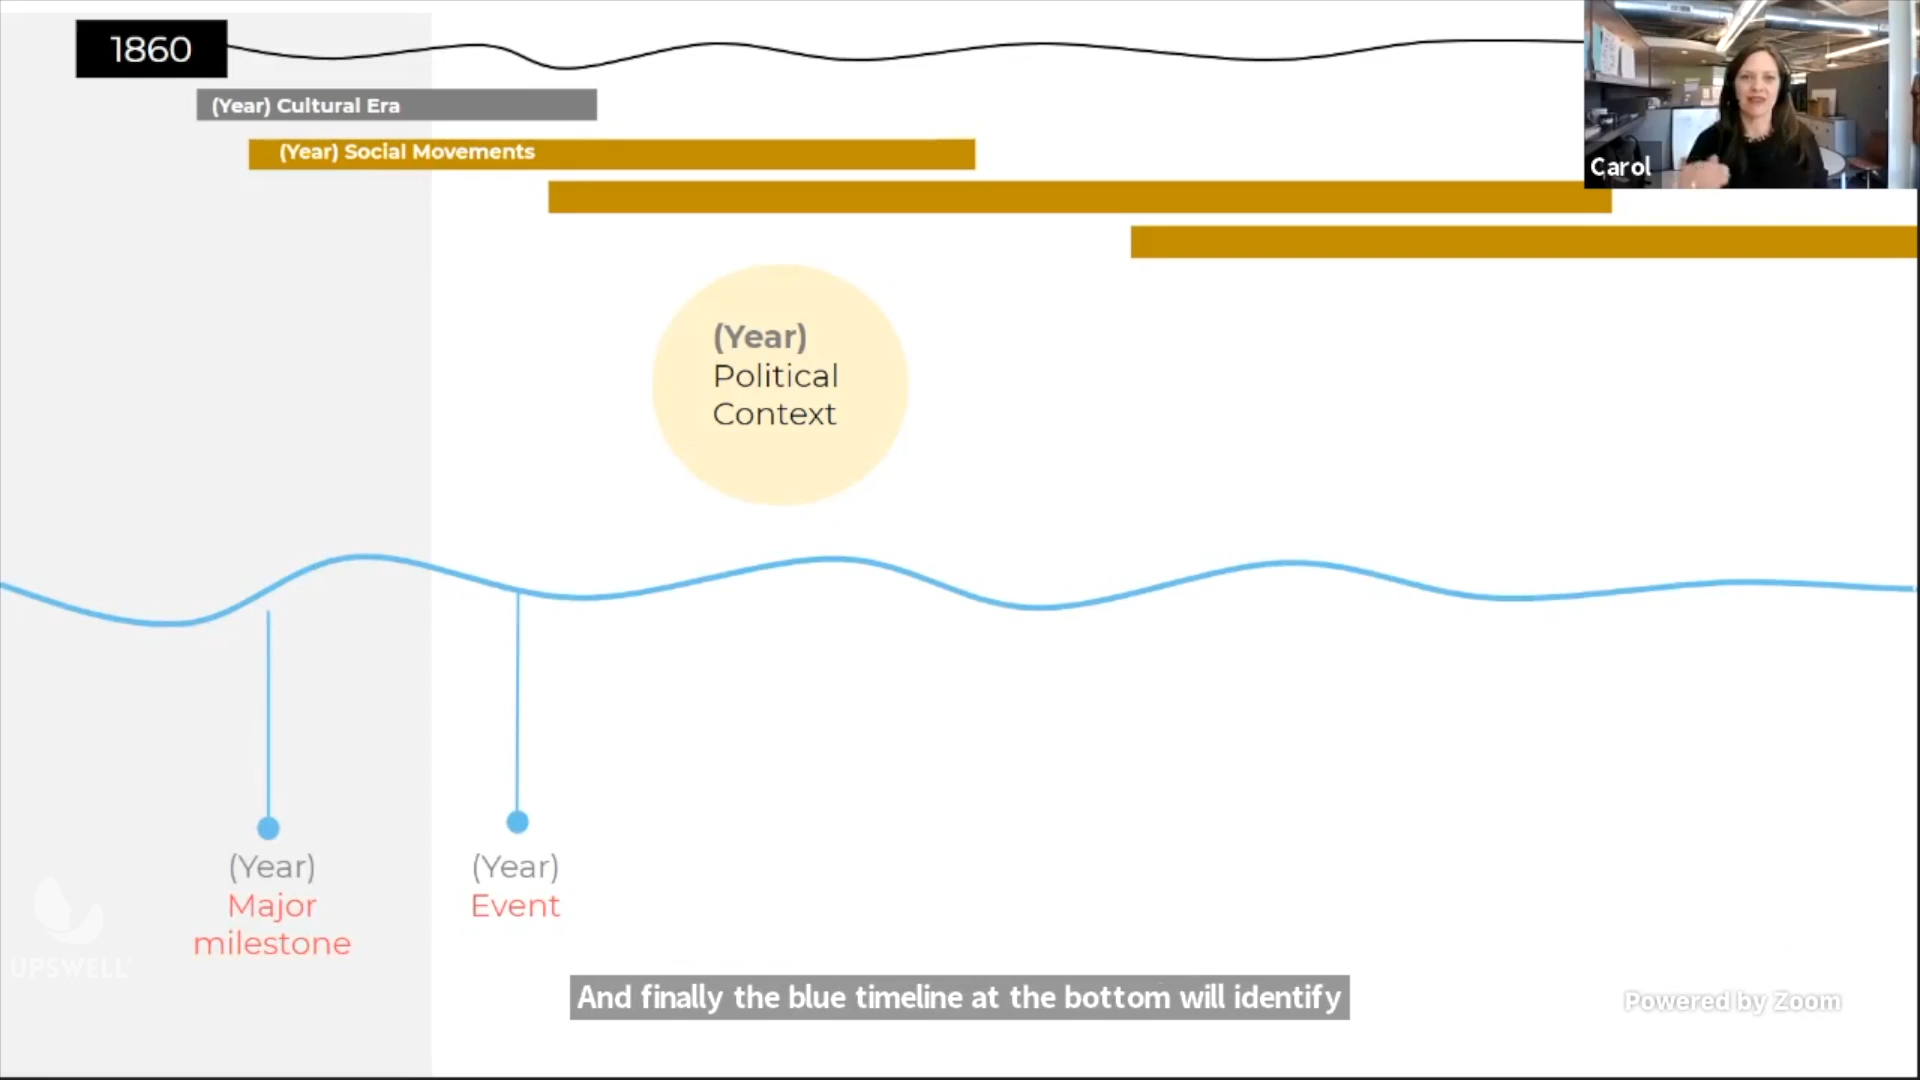 1860
(Year) Cultural Era
(Year) Social Movements
Carol
(Year)
Political
Context
(Year)
Major
milestone
(Year)
Event
UPSWELL
And finally the blue timeline at the bottom will identify
Powered by Zoom